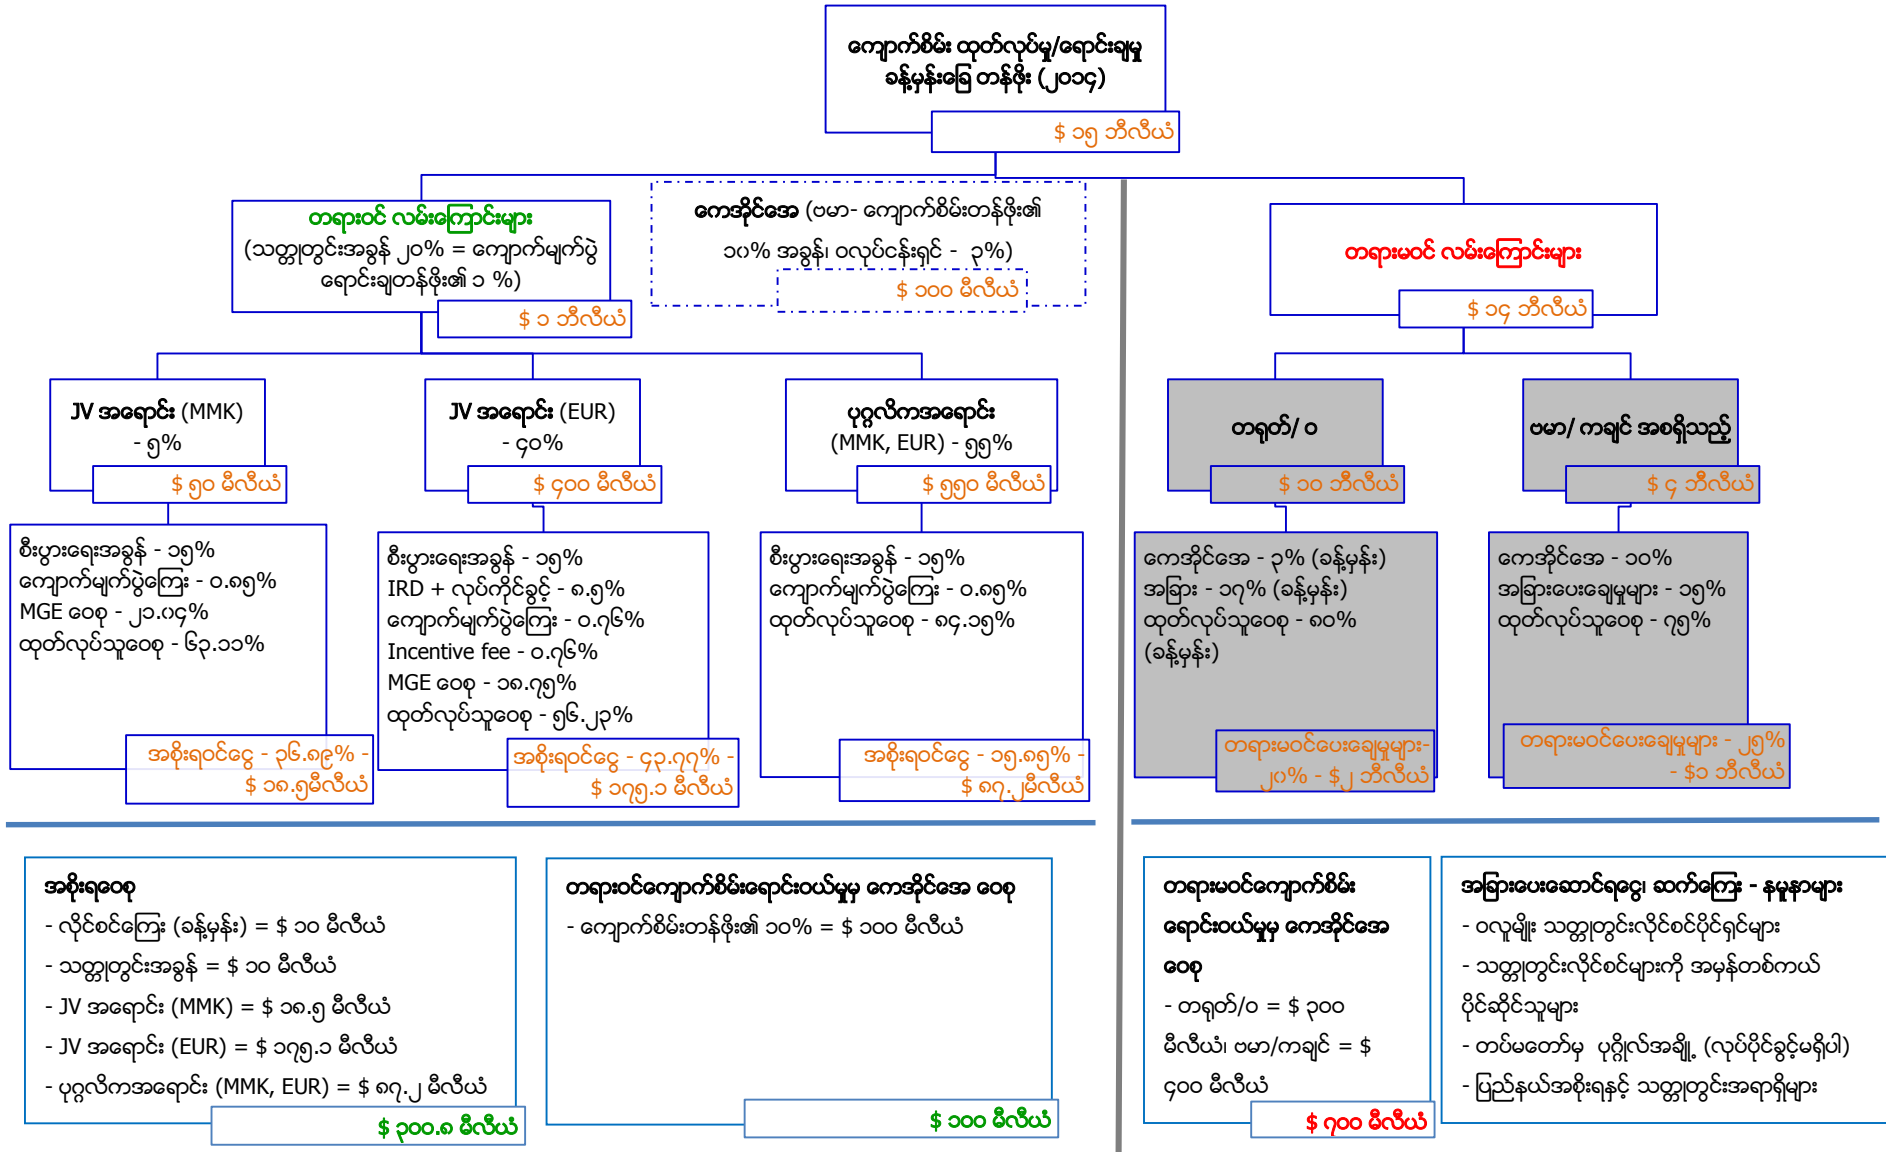 ကျောက်စိမ်း ထုတ်လုပ်မှု/ရောင်းချမှု
ခန့်မှန်းခြေ တန်ဖိုး (၂၀၁၄)
$ ၁၅ ဘီလီယံ
တရားဝင် လမ်းကြောင်းများ
(သတ္တုတွင်းအခွန် ၂၀% = ကျောက်မျက်ပွဲ
ရောင်းချတန်ဖိုး၏ ၁ %)
$ ၁ ဘီလီယံ
ကေအိုင်အေ (ဗမာ- ကျောက်စိမ်းတန်ဖိုး၏
၁၀% အခွန်၊ ဝလုပ်ငန်းရှင် - ၃%)
$ ၁၀၀ မီလီယံ
တရားမဝင် လမ်းကြောင်းများ
$ ၁၄ ဘီလီယံ
JV အရောင်း (MMK)
- ၅%
$ ၅၀ မီလီယံ
JV အရောင်း (EUR)
- ၄၀%
$ ၄၀၀ မီလီယံ
ပုဂ္ဂလိကအရောင်း
(MMK, EUR) - ၅၅%
$ ၅၅၀ မီလီယံ
တရုတ်/ ဝ
$ ၁၀ ဘီလီယံ
ဗမာ/ ကချင် အစရှိသည့်
$ ၄ ဘီလီယံ
စီးပွားရေးအခွန် - ၁၅%
ကျောက်မျက်ပွဲကြေး - ၀.၈၅%
MGE ဝေစု - ၂၁.၀၄%
ထုတ်လုပ်သူဝေစု - ၆၃.၁၁%
အစိုးရဝင်ငွေ - ၃၆.၈၉% -
$ ၁၈.၅မီလီယံ
စီးပွားရေးအခွန် - ၁၅%
IRD + လုပ်ကိုင်ခွင့် - ၈.၅%
ကျောက်မျက်ပွဲကြေး - ၀.၇၆%
Incentive fee - ၀.၇၆%
MGE ဝေစု - ၁၈.၇၅%
ထုတ်လုပ်သူဝေစု - ၅၆.၂၃%
အစိုးရဝင်ငွေ - ၄၃.၇၇% -
$ ၁၇၅.၁ မီလီယံ
စီးပွားရေးအခွန် - ၁၅%
ကျောက်မျက်ပွဲကြေး - ၀.၈၅%
ထုတ်လုပ်သူဝေစု - ၈၄.၁၅%
အစိုးရဝင်ငွေ - ၁၅.၈၅% -
$ ၈၇.၂မီလီယံ
ကေအိုင်အေ - ၃% (ခန့်မှန်း)
အခြား - ၁၇% (ခန့်မှန်း)
ထုတ်လုပ်သူဝေစု - ၈၀%
(ခန့်မှန်း)
တရားမဝင်ပေးချေမှုများ-
၂၀% - $၂ ဘီလီယံ
ကေအိုင်အေ - ၁၀%
အခြားပေးချေမှုများ - ၁၅%
ထုတ်လုပ်သူဝေစု - ၇၅%
တရားမဝင်ပေးချေမှုများ - ၂၅%
- $၁ ဘီလီယံ
အစိုးရဝေစု
- လိုင်စင်ကြေး (ခန့်မှန်း) = $ ၁၀ မီလီယံ
- သတ္တုတွင်းအခွန် = $ ၁၀ မီလီယံ
- JV အရောင်း (MMK) = $ ၁၈.၅ မီလီယံ
- JV အရောင်း (EUR) = $ ၁၇၅.၁ မီလီယံ
- ပုဂ္ဂလိကအရောင်း (MMK, EUR) = $ ၈၇.၂ မီလီယံ
$ ၃၀၀.၈ မီလီယံ
တရားဝင်ကျောက်စိမ်းရောင်းဝယ်မှုမှ ကေအိုင်အေ ဝေစု
- ကျောက်စိမ်းတန်ဖိုး၏ ၁၀% = $ ၁၀၀ မီလီယံ
$ ၁၀၀ မီလီယံ
တရားမဝင်ကျောက်စိမ်း
ရောင်းဝယ်မှုမှ ကေအိုင်အေ
ဝေစု
- တရုတ်/ဝ = $ ၃၀၀
မီလီယံ၊ ဗမာ/ကချင် = $
၄၀၀ မီလီယံ
$ ၇၀၀ မီလီယံ
အခြားပေးဆောင်ရငွေ၊ ဆက်ကြေး - နမူနာများ
- ဝလူမျိုး သတ္တုတွင်းလိုင်စင်ပိုင်ရှင်များ
- သတ္တုတွင်းလိုင်စင်များကို အမှန်တစ်ကယ်
ပိုင်ဆိုင်သူများ
- တပ်မတော်မှ ပုဂ္ဂိုလ်အချို့ (လုပ်ပိုင်ခွင့်မရှိပါ)
- ပြည်နယ်အစိုးရနှင့် သတ္တုတွင်းအရာရှိများ